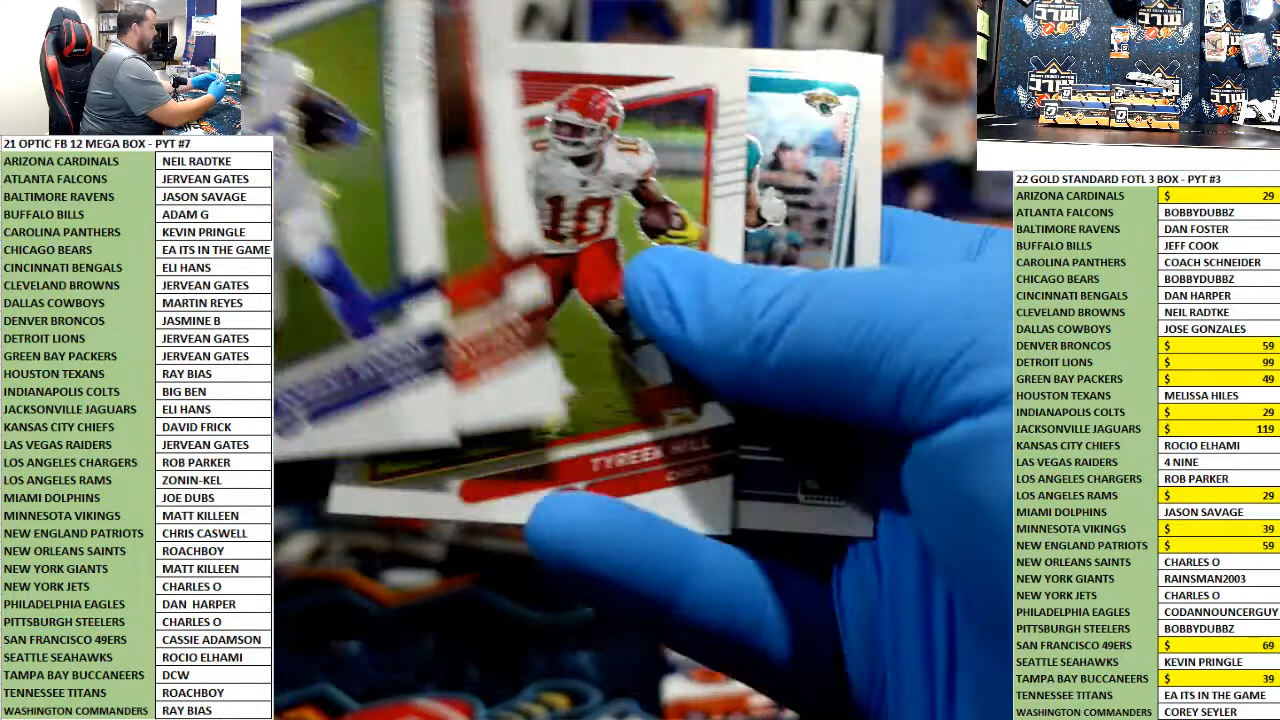 21 OPTIC FB 12 MEGA BOX - PYT #7
ARIZONA CARDINALS NEIL RADTKE
ATLANTA FALCONS JERVEAN GATES
BALTIMORE RAVENS JASON SAVAGE
BUFFALO BILLS ADAM G
CAROLINA PANTHERS KEVIN PRINGLE
CHICAGO BEARS EA ITS IN THE GAME
CINCINNATI BENGALS ELI HANS
CLEVELAND BROWNS JERVEAN GATES
DALLAS COWBOYS MARTIN REYES
DENVER BRONCOS JASMINE B
DETROIT LIONS JERVEAN GATES
GREEN BAY PACKERS JERVEAN GATES
HOUSTON TEXANS RAY BIAS
INDIANAPOLIS COLTS BIG BEN
JACKSONVILLE JAGUARS ELI HANS
KANSAS CITY CHIEFS DAVID FRICK
LAS VEGAS RAIDERS JERVEAN GATES
LOS ANGELES CHARGERS ROB PARKER
LOS ANGELES RAMS ZONIN-KEL
MIAMI DOLPHINS JOE DUBS
MINNESOTA VIKINGS MATT KILLEEN
NEW ENGLAND PATRIOTS CHRIS CASWELL
NEW ORLEANS SAINTS ROACHBOY
NEW YORK GIANTS MATT KILLEEN
NEW YORK JETS CHARLES O
PHILADELPHIA EAGLES DAN HARPER
PITTSBURGH STEELERS CHARLES O
SAN FRANCISCO 49ERS CASSIE ADAMSON
SEATTLE SEAHAWKS ROCIO ELHAMI
TAMPA BAY BUCCANEERS DCW
TENNESSEE TITANS ROACHBOY
WASHINGTON COMMANDERS RAY BIAS
10
TYREEK HILL
22 GOLD STANDARD FOTL 3 BOX - PYT #3
ARIZONA CARDINALS $ 29
ATLANTA FALCONS BOBBYDUBBZ
BALTIMORE RAVENS DAN FOSTER
BUFFALO BILLS JEFF COOK
CAROLINA PANTHERS COACH SCHNEIDER
CHICAGO BEARS BOBBYDUBBZ
CINCINNATI BENGALS DAN HARPER
CLEVELAND BROWNS NEIL RADTKE
DALLAS COWBOYS JOSE GONZALES
DENVER BRONCOS $ 59
DETROIT LIONS $ 99
GREEN BAY PACKERS $ 49
HOUSTON TEXANS MELISSA HILES
INDIANAPOLIS COLTS $ 29
JACKSONVILLE JAGUARS $ 119
KANSAS CITY CHIEFS ROCIO ELHAMI
LAS VEGAS RAIDERS 4 NINE
LOS ANGELES CHARGERS ROB PARKER
LOS ANGELES RAMS $ 29
MIAMI DOLPHINS JASON SAVAGE
MINNESOTA VIKINGS $ 39
NEW ENGLAND PATRIOTS $ 59
NEW ORLEANS SAINTS CHARLES O
NEW YORK GIANTS RAINSMAN2003
NEW YORK JETS CHARLES O
PHILADELPHIA EAGLES CODANNOUNCERGUY
PITTSBURGH STEELERS BOBBYDUBBZ
SAN FRANCISCO 49ERS $ 69
SEATTLE SEAHAWKS KEVIN PRINGLE
TAMPA BAY BUCCANEERS $ 39
TENNESSEE TITANS EA ITS IN THE GAME
WASHINGTON COMMANDERS COREY SEYLER